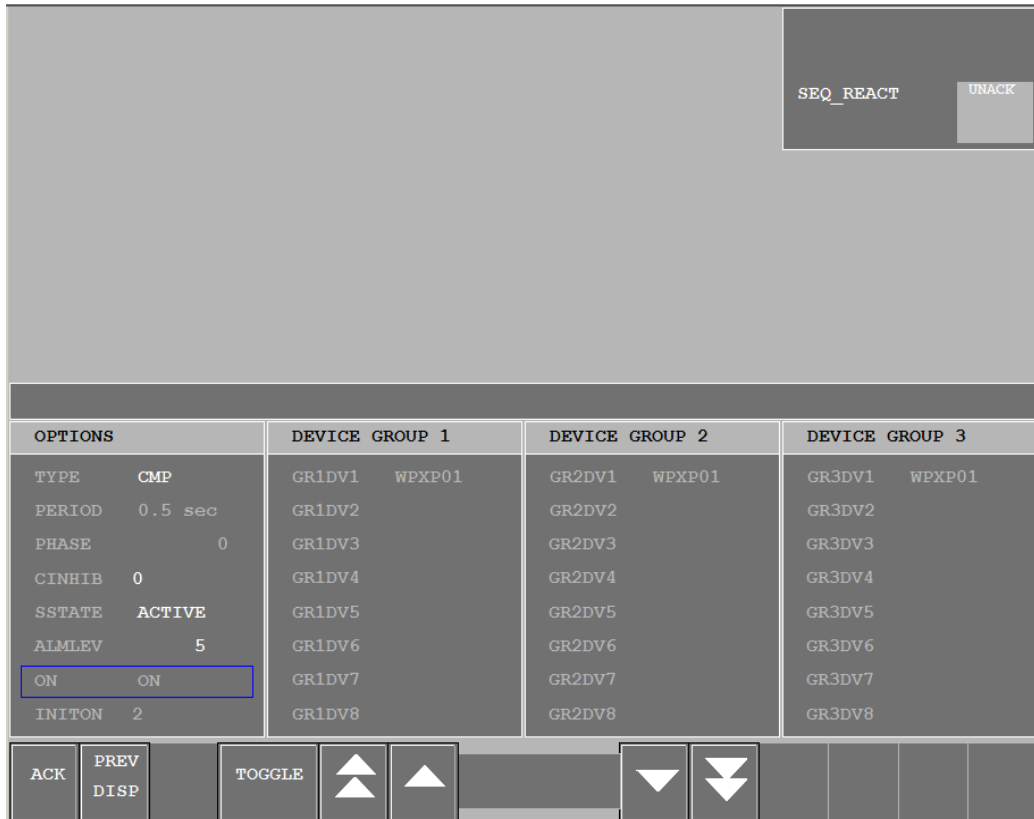 SEQ_REACT UNACK
OPTIONS DEVICE GROUP 1 DEVICE GROUP 2 DEVICE GROUP 3
TYPE CMP GR1DV1 WPXP01 GR2DV1 WPXP01 GR3DV1 WPXP01
PERIOD 0.5 sec GR1DV2 GR2DV2 GR3DV2
PHASE 0 GR1DV3 GR2DV3 GR3DV3
CINHIB 0 GR1DV4 GR2DV4 GR3DV4
SSTATE ACTIVE GR1DV5 GR2DV5 GR3DV5
ALMLEV 5 GR1DV6 GR2DV6 GR3DV6
ON ON GR1DV7 GR2DV7 GR3DV7
INITON 2 GR1DV8 GR2DV8 GR3DV8
ACK PREV DISP TOGGLE